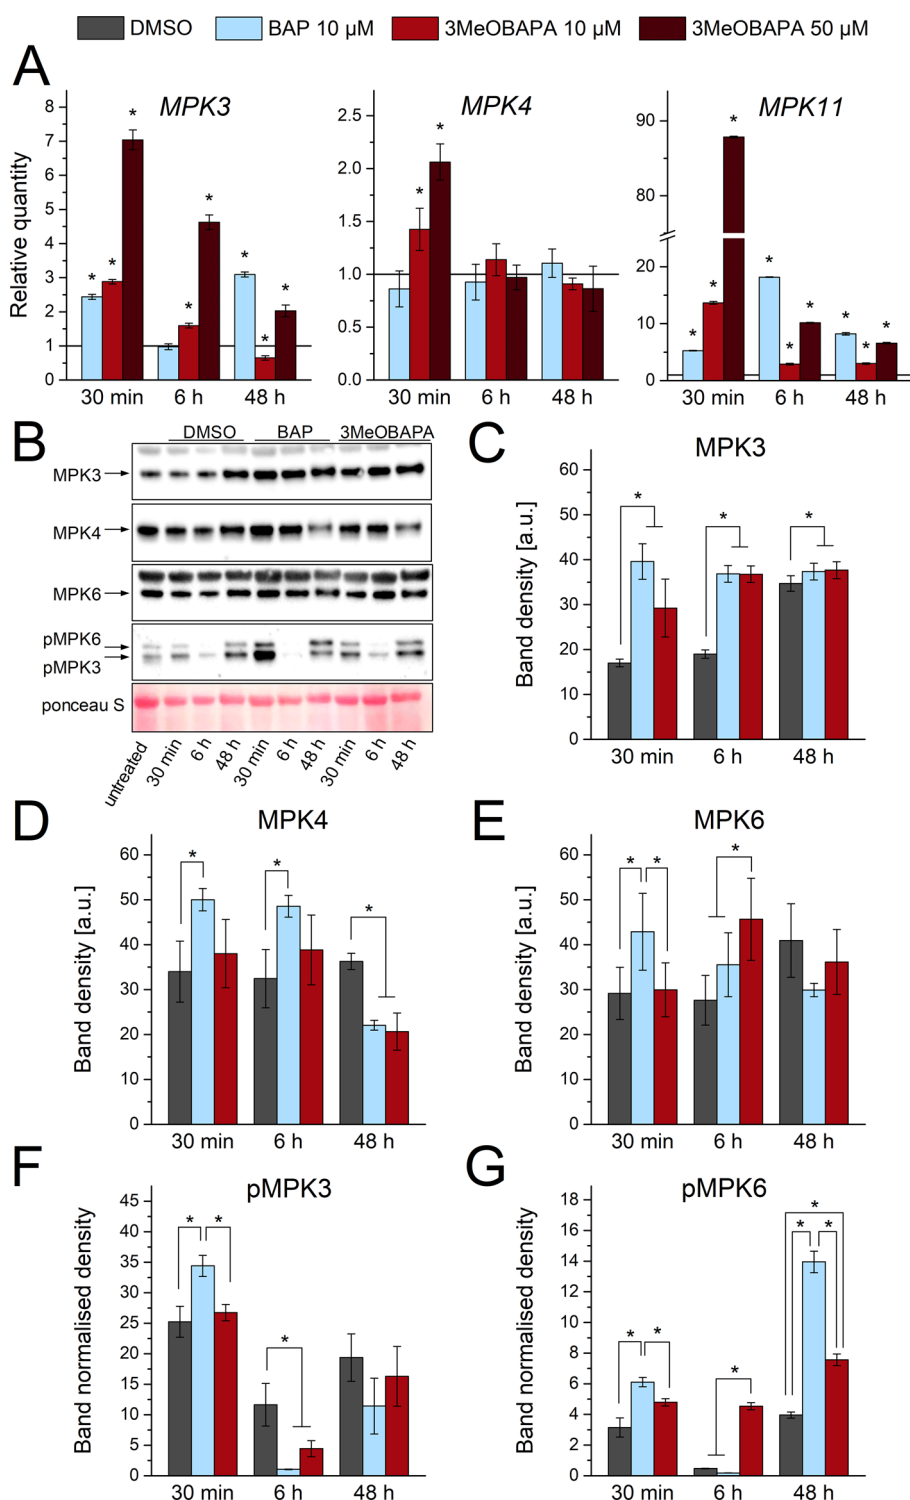 DMSO BAP 10 µM 3MeOBAPA 10 µM 3MeOBAPA 50 µM
A
MPK3 MPK4 MPK11
Relative quantity
8
7
6
5
4
3
2
1
0
* * * * * * * *
30 min 6 h 48 h
2.5
2.0
1.5
1.0
0.5
0.0
* *
30 min 6 h 48 h
90
80
20
10
0
* * * * * * * *
30 min 6 h 48 h
B
DMSO BAP 3MeOBAPA
MPK3
MPK4
MPK6
pMPK6
pMPK3
ponceau S
untreated 30 min 6 h 48 h 30 min 6 h 48 h 30 min 6 h 48 h
C
MPK3
Band density [a.u.]
60
50
40
30
20
10
0
* * *
30 min 6 h 48 h
D
MPK4
Band density [a.u.]
60
50
40
30
20
10
0
* * *
30 min 6 h 48 h
E
MPK6
Band density [a.u.]
60
50
40
30
20
10
0
* * *
30 min 6 h 48 h
F
pMPK3
Band normalised density
45
40
35
30
25
20
15
10
5
0
* * *
30 min 6 h 48 h
G
pMPK6
Band normalised density
18
16
14
12
10
8
6
4
2
0
* * * * * *
30 min 6 h 48 h